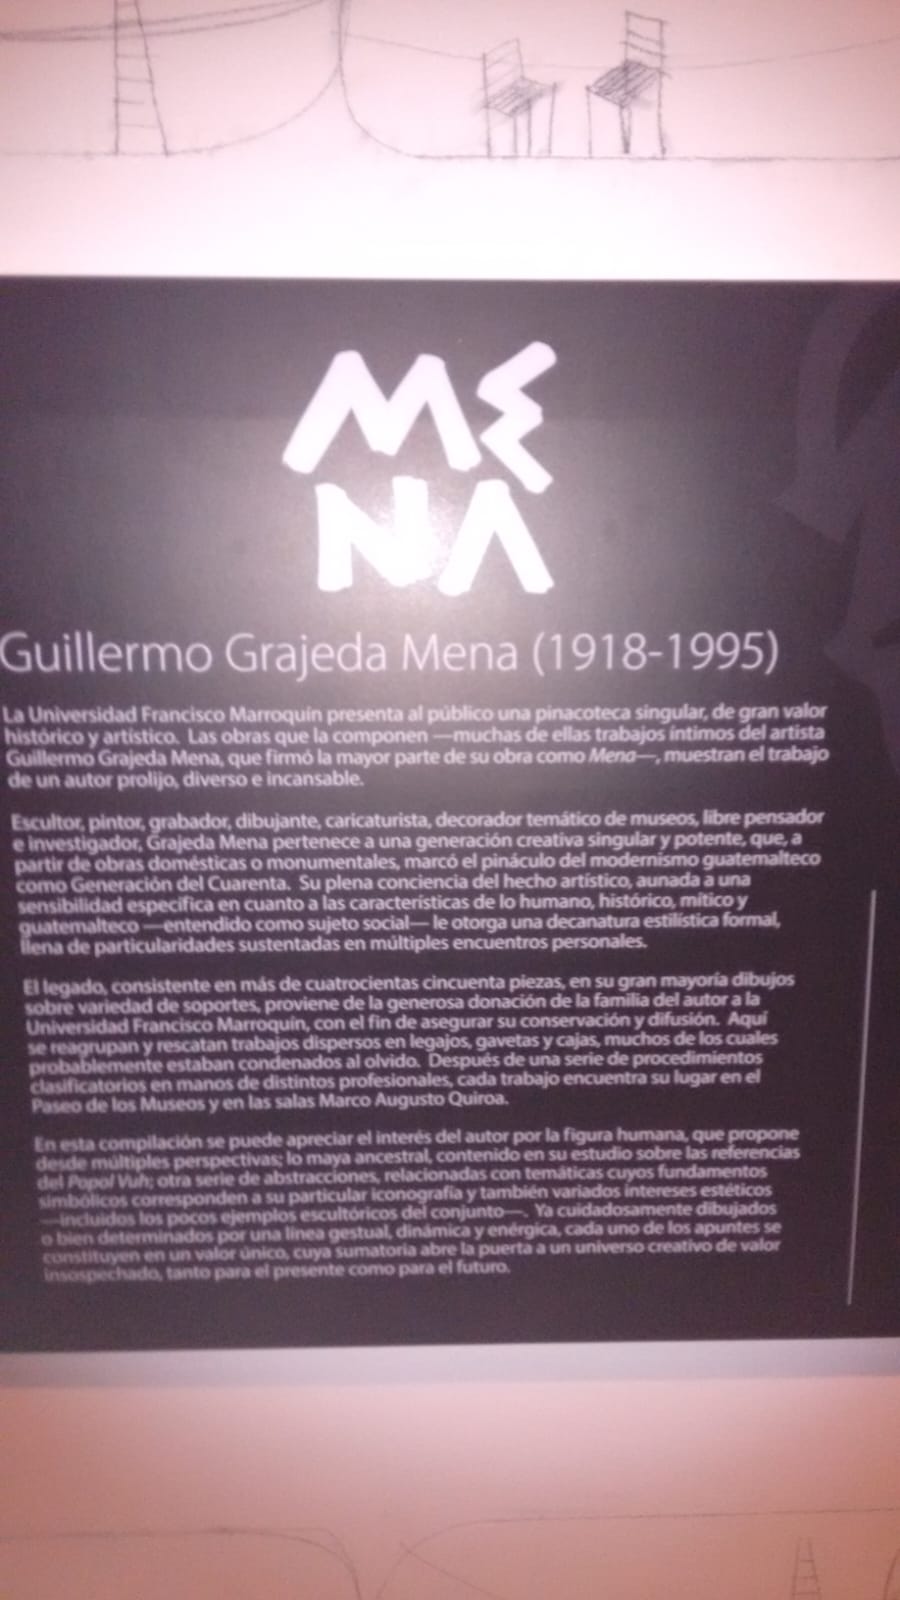 MENA
Guillermo Grajeda Mena (1918-1995)
La Universidad Francisco Marroquín presenta al público una pinacoteca singular, de gran valor
histórico y artístico. Las obras que la componen —muchas de ellas trabajos íntimos del artista
Guillermo Grajeda Mena, que firmó la mayor parte de su obra como Mena—, muestran el trabajo
de un autor prolijo, diverso e incansable.
Escultor, pintor, grabador, dibujante, caricaturista, decorador temático de museos, libre pensador
e investigador, Grajeda Mena pertenece a una generación creativa singular y potente, que, a
partir de obras domésticas o monumentales, marcó el pináculo del modernismo guatemalteco
como Generación del Cuarenta. Su plena conciencia del hecho artístico, aunada a una
sensibilidad específica en cuanto a las características de lo humano, histórico, mítico y
guatemalteco —entendido como sujeto social— le otorga una decanatura estilística formal,
llena de particularidades sustentadas en múltiples encuentros personales.
El legado, consistente en más de cuatrocientas cincuenta piezas, en su gran mayoría dibujos
sobre variedad de soportes, proviene de la generosa donación de la familia del autor a la
Universidad Francisco Marroquín, con el fin de asegurar su conservación y difusión. Aquí
se reagrupan y rescatan trabajos dispersos en legajos, gavetas y cajas, muchos de los cuales
probablemente estaban condenados al olvido. Después de una serie de procedimientos
clasificatorios en manos de distintos profesionales, cada trabajo encuentra su lugar en el
Paseo de los Museos y en las salas Marco Augusto Quiroa.
En esta compilación se puede apreciar el interés del autor por la figura humana, que propone
desde múltiples perspectivas; lo maya ancestral, contenido en su estudio sobre las referencias
del Popol Vuh; otra serie de abstracciones, relacionadas con temáticas cuyos fundamentos
simbólicos corresponden a su particular iconografía y también variados intereses estéticos
—incluidos los pocos ejemplos escultóricos del conjunto—. Ya cuidadosamente dibujados
o bien determinados por una línea gestual, dinámica y enérgica, cada uno de los apuntes se
constituyen en un valor único, cuya sumatoria abre la puerta a un universo creativo de valor
insospechado, tanto para el presente como para el futuro.